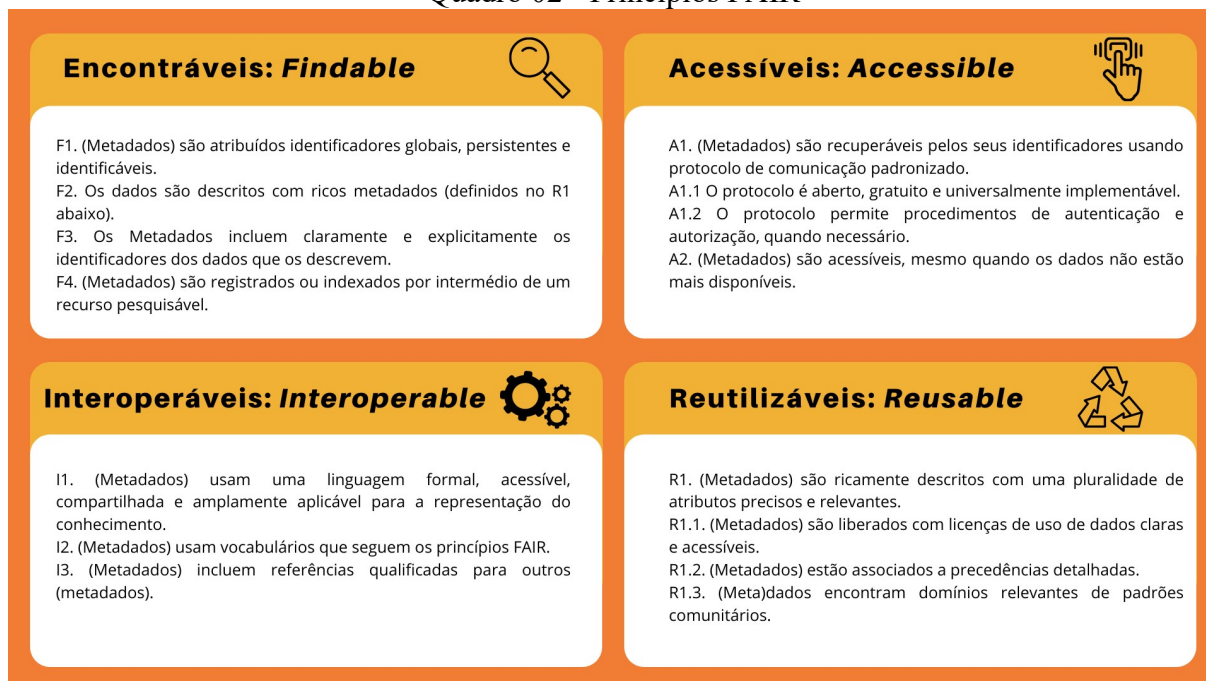 Quadro 02 - Princípios FAIR
Encontráveis: Findable
F1. (Metadados) são atribuídos identificadores globais, persistentes e
identificáveis.
F2. Os dados são descritos com ricos metadados (definidos no R1
abaixo).
F3. Os Metadados incluem claramente e explicitamente os
identificadores dos dados que os descrevem.
F4. (Metadados) são registrados ou indexados por intermédio de um
recurso pesquisável.
Acessíveis: Accessible
A1. (Metadados) são recuperáveis pelos seus identificadores usando
protocolo de comunicação padronizado.
A1.1 O protocolo é aberto, gratuito e universalmente implementável.
A1.2 O protocolo permite procedimentos de autenticação e
autorização, quando necessário.
A2. (Metadados) são acessíveis, mesmo quando os dados não estão
mais disponíveis.
Interoperáveis: Interoperable
I1. (Metadados) usam uma linguagem formal, acessível,
compartilhada e amplamente aplicável para a representação do
conhecimento.
I2. (Metadados) usam vocabulários que seguem os princípios FAIR.
I3. (Metadados) incluem referências qualificadas para outros
(metadados).
Reutilizáveis: Reusable
R1. (Metadados) são ricamente descritos com uma pluralidade de
atributos precisos e relevantes.
R1.1. (Metadados) são liberados com licenças de uso de dados claras
e acessíveis.
R1.2. (Metadados) estão associados a precedências detalhadas.
R1.3. (Meta)dados encontram domínios relevantes de padrões
comunitários.